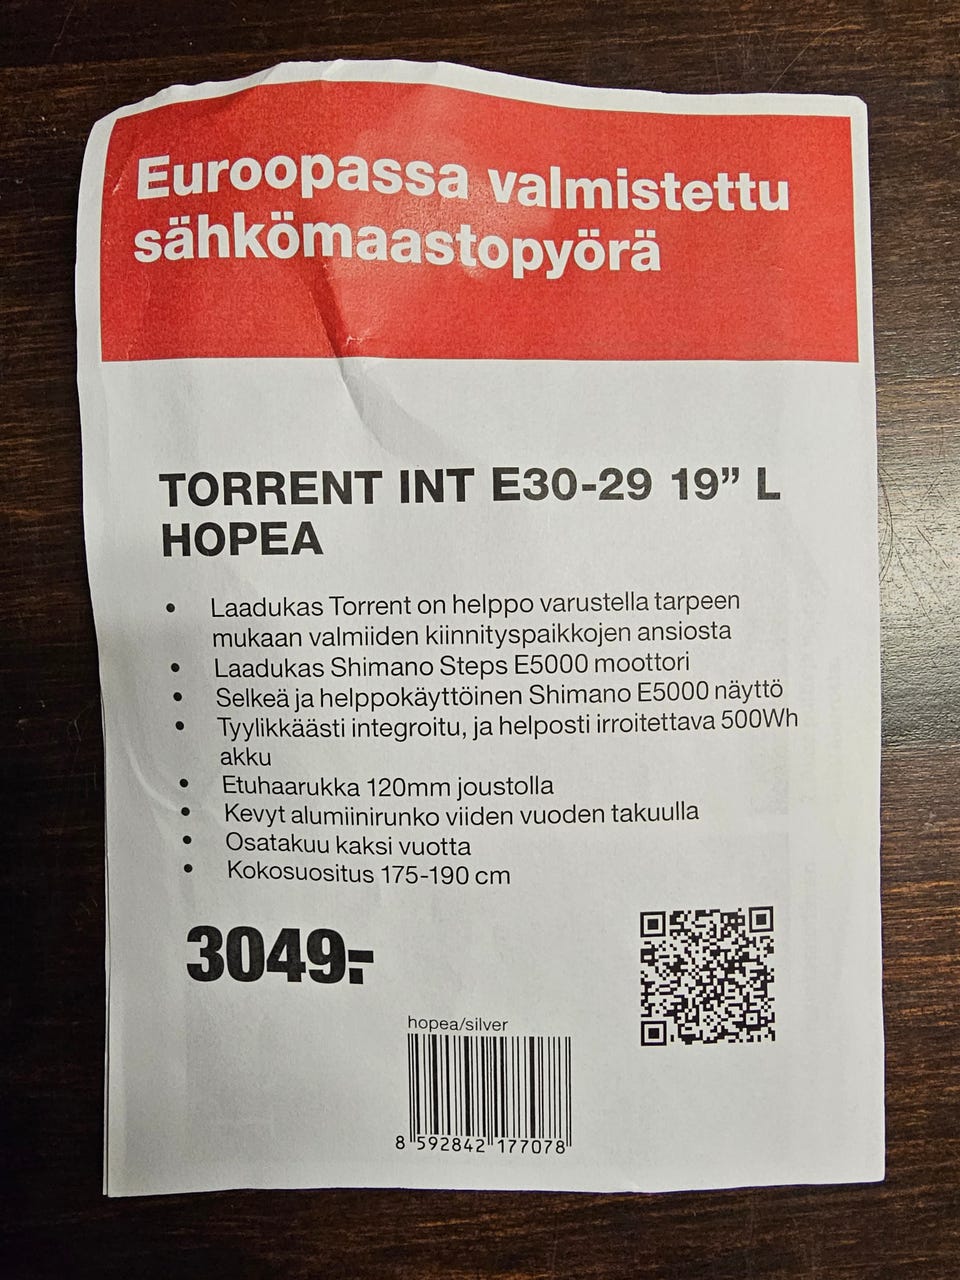 Euroopassa valmistettu
sähkömaastopyörä
TORRENT INT E30-29 19” L
HOPEA
• Laadukas Torrent on helppo varustella tarpeen
mukaan valmiiden kiinnityspaikkojen ansiosta
• Laadukas Shimano Steps E5000 moottori
• Selkeä ja helppokäyttöinen Shimano E5000 näyttö
• Tyylikkäästi integroitu, ja helposti irroitettava 500Wh
akku
• Etuhaarukka 120mm joustolla
• Kevyt alumiinirunko viiden vuoden takuulla
• Osatakuu kaksi vuotta
• Kokosuositus 175-190 cm
3049:-
hopea/silver
8 592842 177078